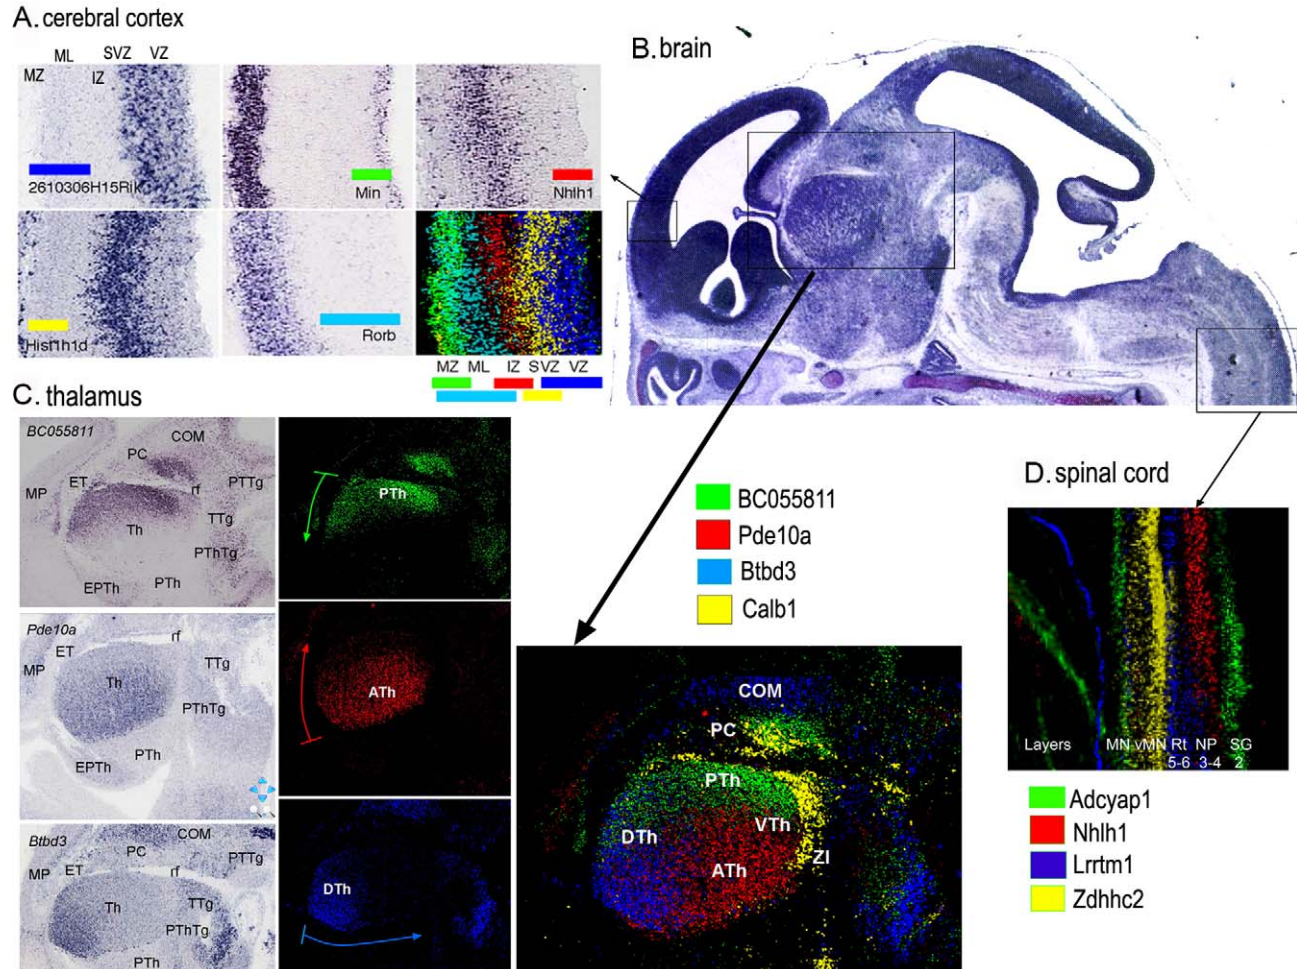 A. cerebral cortex
ML SVZ VZ
MZ IZ
2610306H15Rik
Min
Nhlh1
Hist1h1d
Rorb
MZ ML IZ SVZ VZ
B. brain
C. thalamus
BC055811
COM
PC
ET
MP
rf
PTTg
Th
TTg
PThTg
EPTh
PTh
PTh
Pde10a
rf
ET
MP
TTg
Th
PThTg
PTh
EPTh
ATh
Btbd3
COM
PC
PTTg
ET
rf
MP
Th
TTg
PThTg
PTh
DTh
BC055811
Pde10a
Btbd3
Calb1
COM
PC
PTh
DTh
VTh
ATh
ZI
D. spinal cord
Layers MN vMN Rt NP SG
5-6 3-4 2
Adcyap1
Nhlh1
Lrrtm1
Zdhhc2